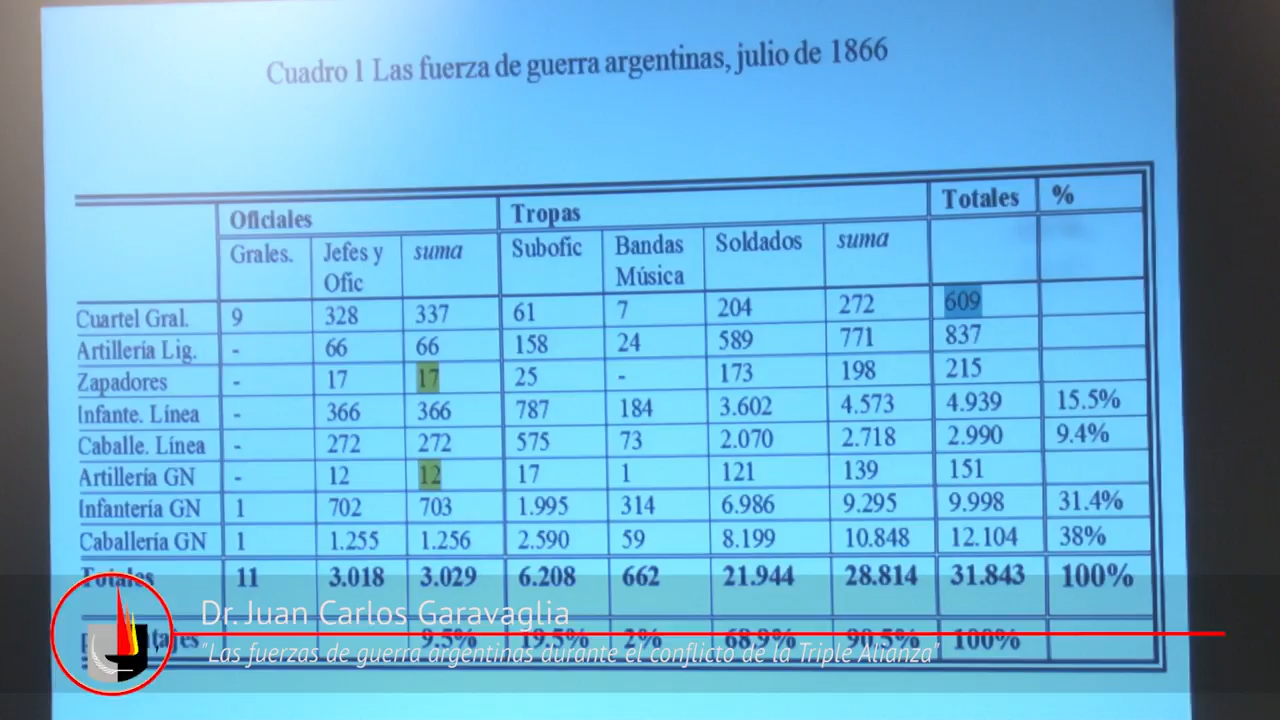 Cuadro 1 Las fuerza de guerra argentinas, julio de 1866
Oficiales Tropas Totales %
Grales. Jefes y Ofic suma Subofic Bandas Música Soldados suma
Cuartel Gral. 9 328 337 61 7 204 272 609
Artillería Lig. - 66 66 158 24 589 771 837
Zapadores - 17 17 25 - 173 198 215
Infante. Línea - 366 366 787 184 3.602 4.573 4.939 15.5%
Caballe. Línea - 272 272 575 73 2.070 2.718 2.990 9.4%
Artillería GN - 12 12 17 1 121 139 151
Infantería GN 1 702 703 1.995 314 6.986 9.295 9.998 31.4%
Caballería GN 1 1.255 1.256 2.590 59 8.199 10.848 12.104 38%
Totales 11 3.018 3.029 6.208 662 21.944 28.814 31.843 100%
9.5% 19.5% 2% 68.9% 90.5% 100%
Dr. Juan Carlos Garavaglia
"Las fuerzas de guerra argentinas durante el conflicto de la Triple Alianza"